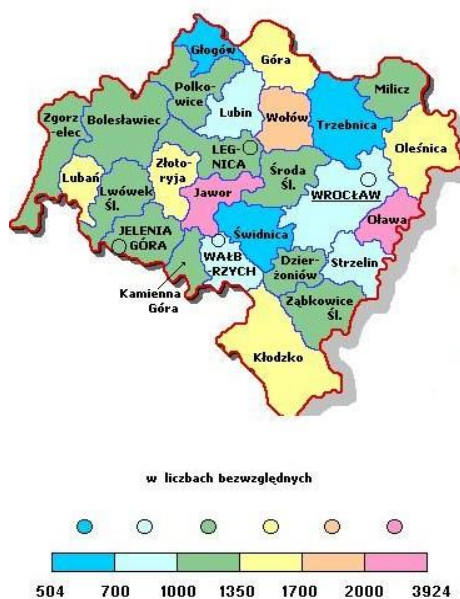 Głogów
Góra
Polko-
wice
Milicz
Zgorz-
elec
Bolesławiec
Lubin
Wołów
Trzebnica
Oleśnica
LEG-
NICA
Lubań
Złoto-
ryja
Środa
Śl.
Lwówek
Śl.
Jawor
WROCŁAW
Oława
JELENIA
GÓRA
Świdnica
WAŁB
RZYCH
Dzier-
żoniów
Strzelin
Kamienna
Góra
Ząbkowice
Śl.
Kłodzko
w liczbach bezwzględnych
504 700 1000 1350 1700 2000 3924